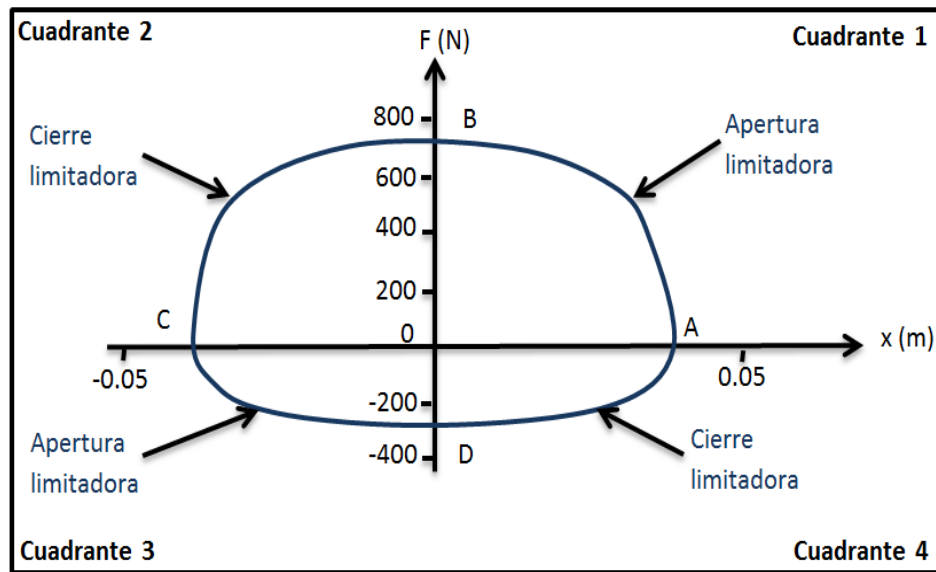 Cuadrante 2
F (N)
Cuadrante 1
800
B
Cierre
limitadora
Apertura
limitadora
600
400
200
C
0
A
x (m)
-0.05
0.05
-200
Apertura
limitadora
-400
D
Cierre
limitadora
Cuadrante 3
Cuadrante 4